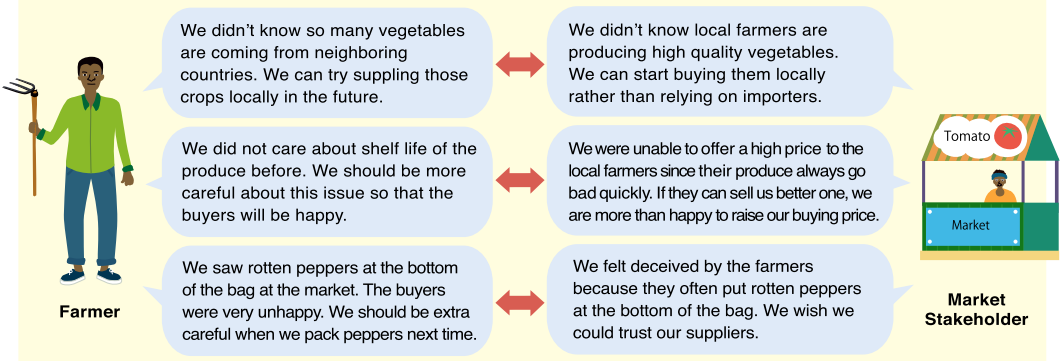 We didn't know so many vegetables
are coming from neighboring
countries. We can try suppling those
crops locally in the future.
We didn't know local farmers are
producing high quality vegetables.
We can start buying them locally
rather than relying on importers.
Tomato
We did not care about shelf life of the
produce before. We should be more
careful about this issue so that the
buyers will be happy.
We were unable to offer a high price to the
local farmers since their produce always go
bad quickly. If they can sell us better one, we
are more than happy to raise our buying price.
Market
We saw rotten peppers at the bottom
of the bag at the market. The buyers
were very unhappy. We should be extra
careful when we pack peppers next time.
We felt deceived by the farmers
because they often put rotten peppers
at the bottom of the bag. We wish we
could trust our suppliers.
Farmer
Market
Stakeholder